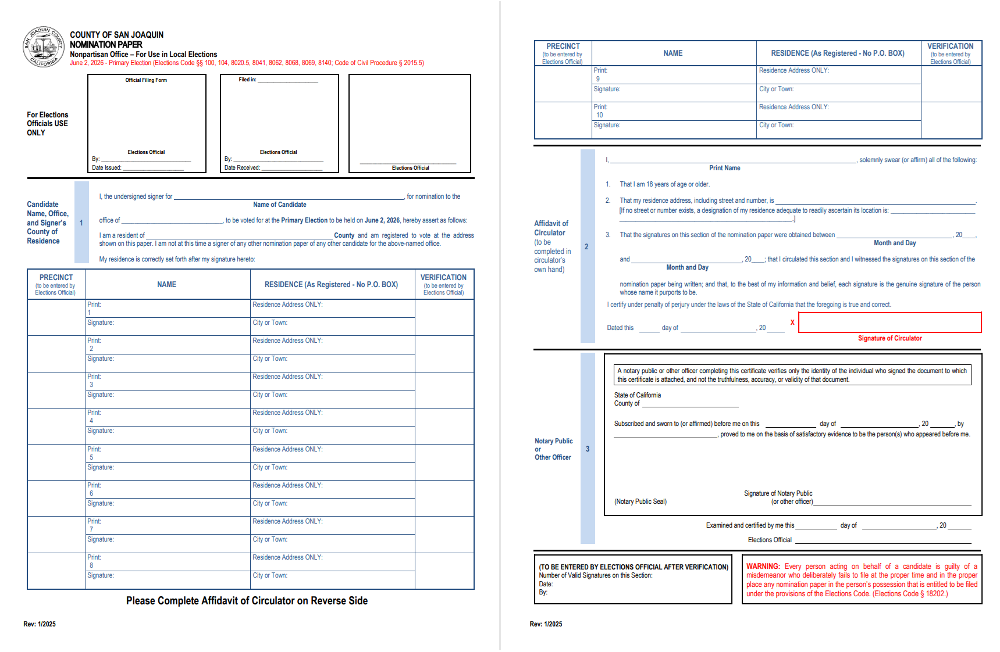 SAN JOAQUIN COUNTY
CALIFORNIA
COUNTY OF SAN JOAQUIN
NOMINATION PAPER
Nonpartisan Office – For Use in Local Elections
June 2, 2026 - Primary Election (Elections Code §§ 100, 104, 8020.5, 8041, 8062, 8068, 8069, 8140; Code of Civil Procedure § 2015.5)
For Elections
Officials USE
ONLY
Official Filing Form
Elections Official
By: ____________________________
Date Issued: ___________________
Filed in: ____________________
Elections Official
By: ____________________________
Date Received: ___________________
______________________________
Elections Official
Candidate
Name, Office,
and Signer's
County of
Residence
1
I, the undersigned signer for ____________________, for nomination to the
Name of Candidate
office of ____________________________, to be voted for at the Primary Election to be held on June 2, 2026, hereby assert as follows:
I am a resident of ____________________ County and am registered to vote at the address
shown on this paper. I am not at this time a signer of any other nomination paper of any other candidate for the above-named office.
My residence is correctly set forth after my signature hereto:
PRECINCT
(to be entered by
Elections Official)
NAME
RESIDENCE (As Registered - No P.O. BOX)
VERIFICATION
(to be entered by
Elections Official)
Print: Residence Address ONLY:
1
Signature: City or Town:
Print: Residence Address ONLY:
2
Signature: City or Town:
Print: Residence Address ONLY:
3
Signature: City or Town:
Print: Residence Address ONLY:
4
Signature: City or Town:
Print: Residence Address ONLY:
5
Signature: City or Town:
Print: Residence Address ONLY:
6
Signature: City or Town:
Print: Residence Address ONLY:
7
Signature: City or Town:
Print: Residence Address ONLY:
8
Signature: City or Town:
Please Complete Affidavit of Circulator on Reverse Side
Rev: 1/2025
PRECINCT
(to be entered by
Elections Official)
NAME
RESIDENCE (As Registered - No P.O. BOX)
VERIFICATION
(to be entered by
Elections Official)
Print: Residence Address ONLY:
9
Signature: City or Town:
Print: Residence Address ONLY:
10
Signature: City or Town:
Affidavit of
Circulator
(to be
completed in
circulator's
own hand)
2
I, ____________________, solemnly swear (or affirm) all of the following:
Print Name
1. That I am 18 years of age or older.
2. That my residence address, including street and number, is ____________________.
[If no street or number exists, a designation of my residence adequate to readily ascertain its location is: ________________________
________________________________________________.]
3. That the signatures on this section of the nomination paper were obtained between ____________________, 20____,
Month and Day
and ____________________, 20____; that I circulated this section and I witnessed the signatures on this section of the
Month and Day
nomination paper being written; and that, to the best of my information and belief, each signature is the genuine signature of the person
whose name it purports to be.
I certify under penalty of perjury under the laws of the State of California that the foregoing is true and correct.
Dated this _____ day of ____________________, 20 _____ X
Signature of Circulator
Notary Public
or
Other Officer
3
A notary public or other officer completing this certificate verifies only the identity of the individual who signed the document to which
this certificate is attached, and not the truthfulness, accuracy, or validity of that document.
State of California
County of ____________________
Subscribed and sworn to (or affirmed) before me on this __________ day of ____________________, 20 ______, by
____________________, proved to me on the basis of satisfactory evidence to be the person(s) who appeared before me.
Signature of Notary Public
(Notary Public Seal) (or other officer)____________________
Examined and certified by me this__________ day of ____________________, 20 ______
Elections Official ____________________
(TO BE ENTERED BY ELECTIONS OFFICIAL AFTER VERIFICATION)
Number of Valid Signatures on this Section:
Date:
By:
WARNING: Every person acting on behalf of a candidate is guilty of a
misdemeanor who deliberately fails to file at the proper time and in the proper
place any nomination paper in the person's possession that is entitled to be filed
under the provisions of the Elections Code. (Elections Code § 18202.)
Rev: 1/2025